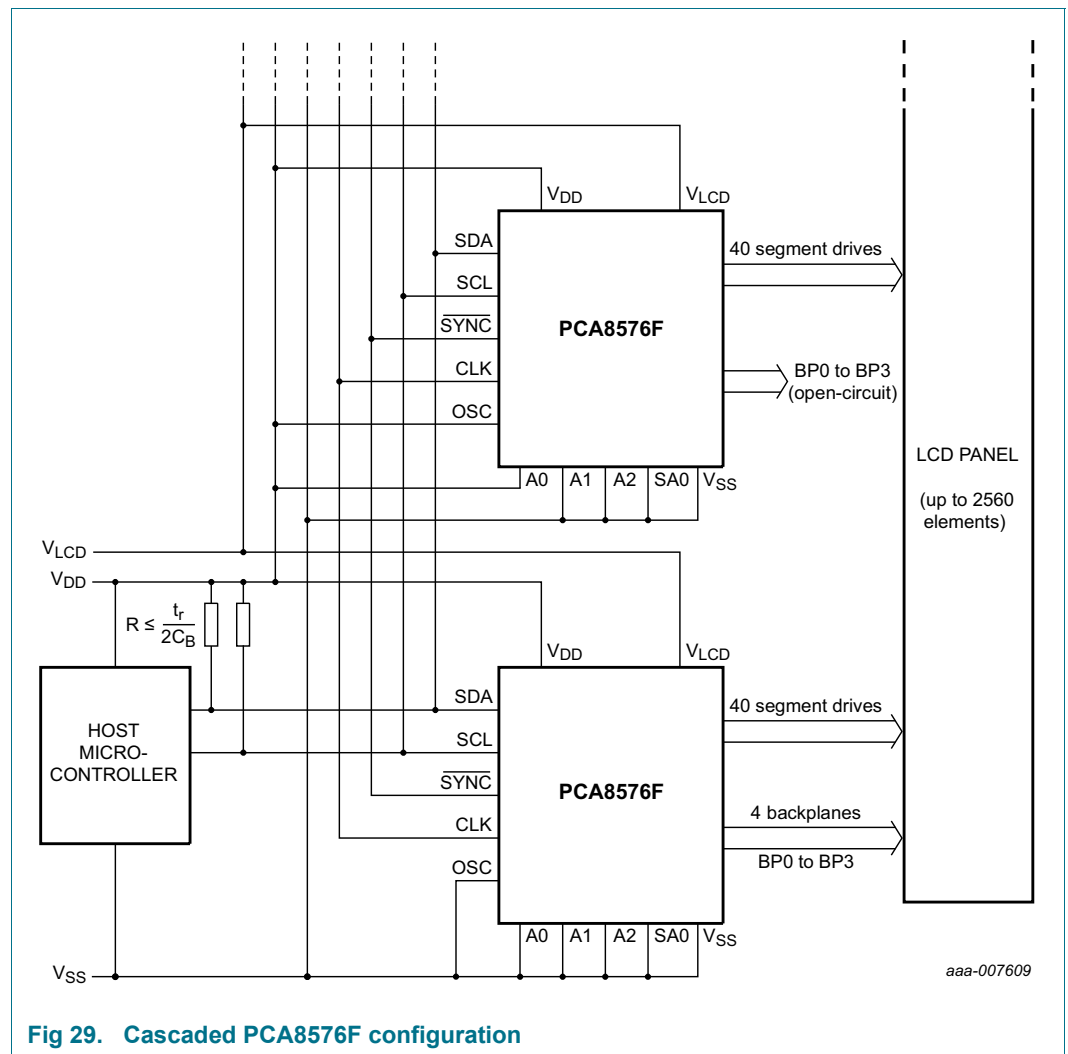 VDD
VLCD
SDA
SCL
SYNC
CLK
OSC
PCA8576F
40 segment drives
BP0 to BP3
(open-circuit)
A0 A1 A2 SA0 VSS
LCD PANEL
(up to 2560
elements)
VLCD
VDD
R ≤ tr
2CB
HOST
MICRO-
CONTROLLER
VDD
VLCD
SDA
SCL
SYNC
CLK
OSC
PCA8576F
40 segment drives
4 backplanes
BP0 to BP3
A0 A1 A2 SA0 VSS
VSS
aaa-007609
Fig 29. Cascaded PCA8576F configuration